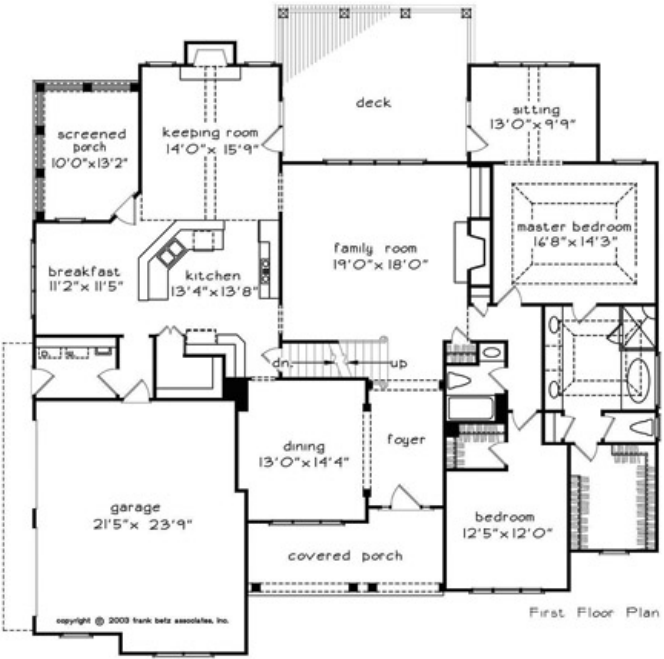 deck
sitting
13'0"x9'9"
screened
porch
10'0"x13'2"
keeping room
14'0"x 15'9"
master bedroom
16'8"x14'3"
family room
19'0"x 18'0"
breakfast
11'2"x 11'5"
kitchen
13'4"x13'8"
dn.
up
dining
13'0"x14'4"
foyer
garage
21'5"x 23'9"
bedroom
12'5"x12'0"
covered porch
copyright © 2003 frank betz associates, inc.
First Floor Plan